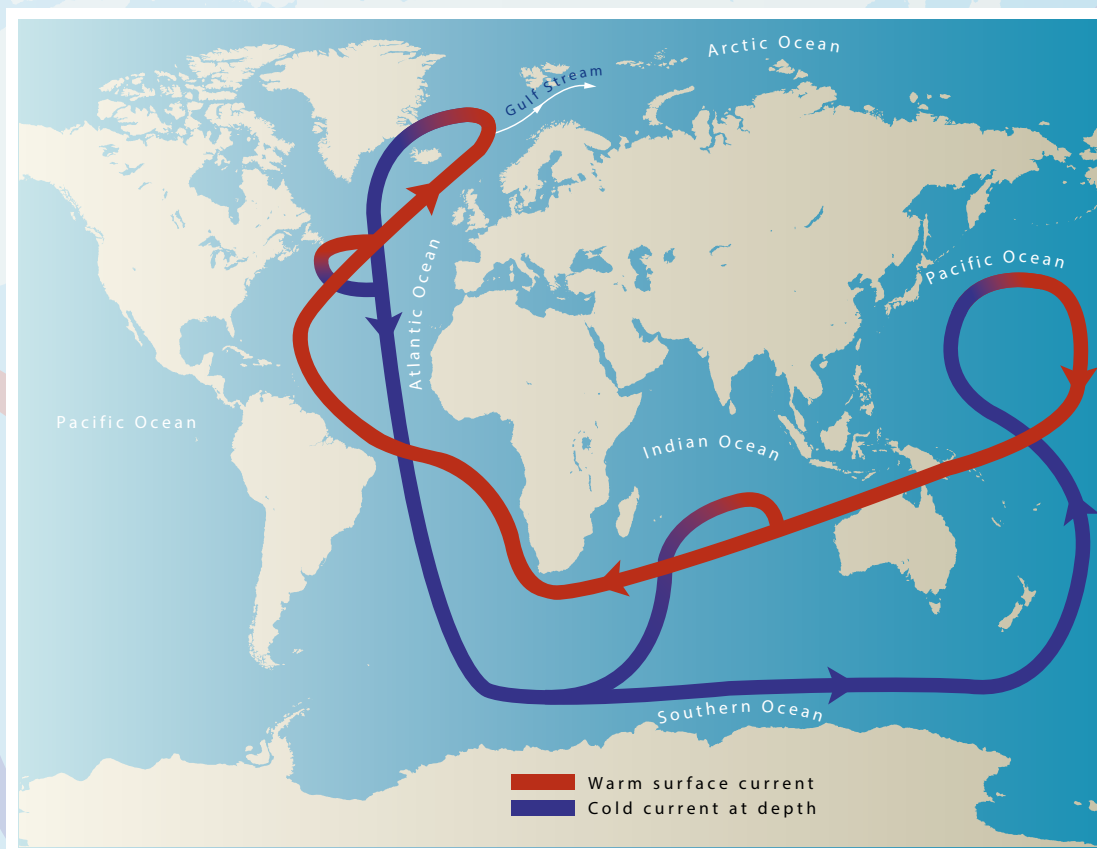 Arctic Ocean
Gulf Stream
Pacific Ocean
Atlantic Ocean
Pacific Ocean
Indian Ocean
Southern Ocean
Warm surface current
Cold current at depth